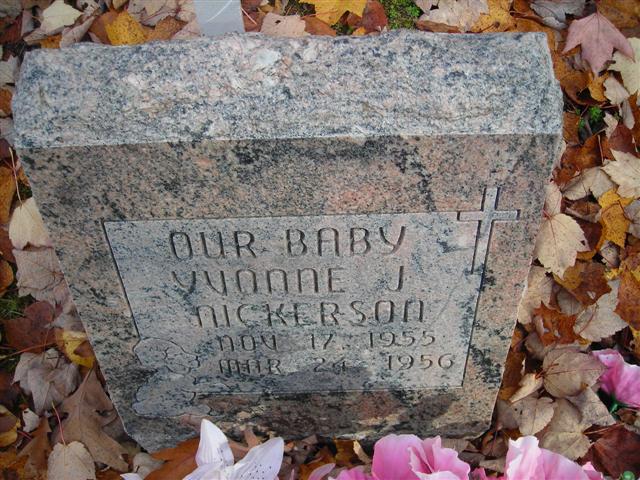 OUR BABY
YVONNE J
NICKERSON
NOV 17 1955
MAR 24 1956